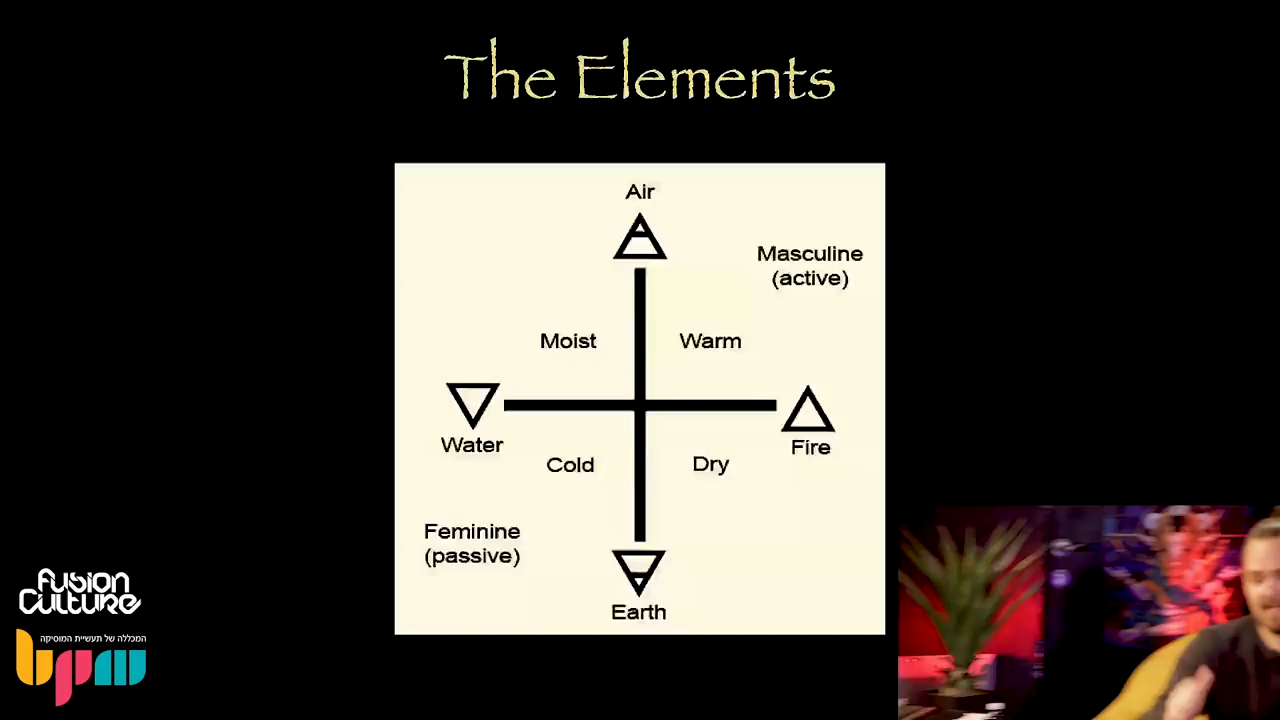 The Elements
Air
Masculine
(active)
Moist
Warm
Water
Fire
Cold
Dry
Feminine
(passive)
Earth
Fusion
Culture
המכללה של תעשיית המוסיקה
bpm